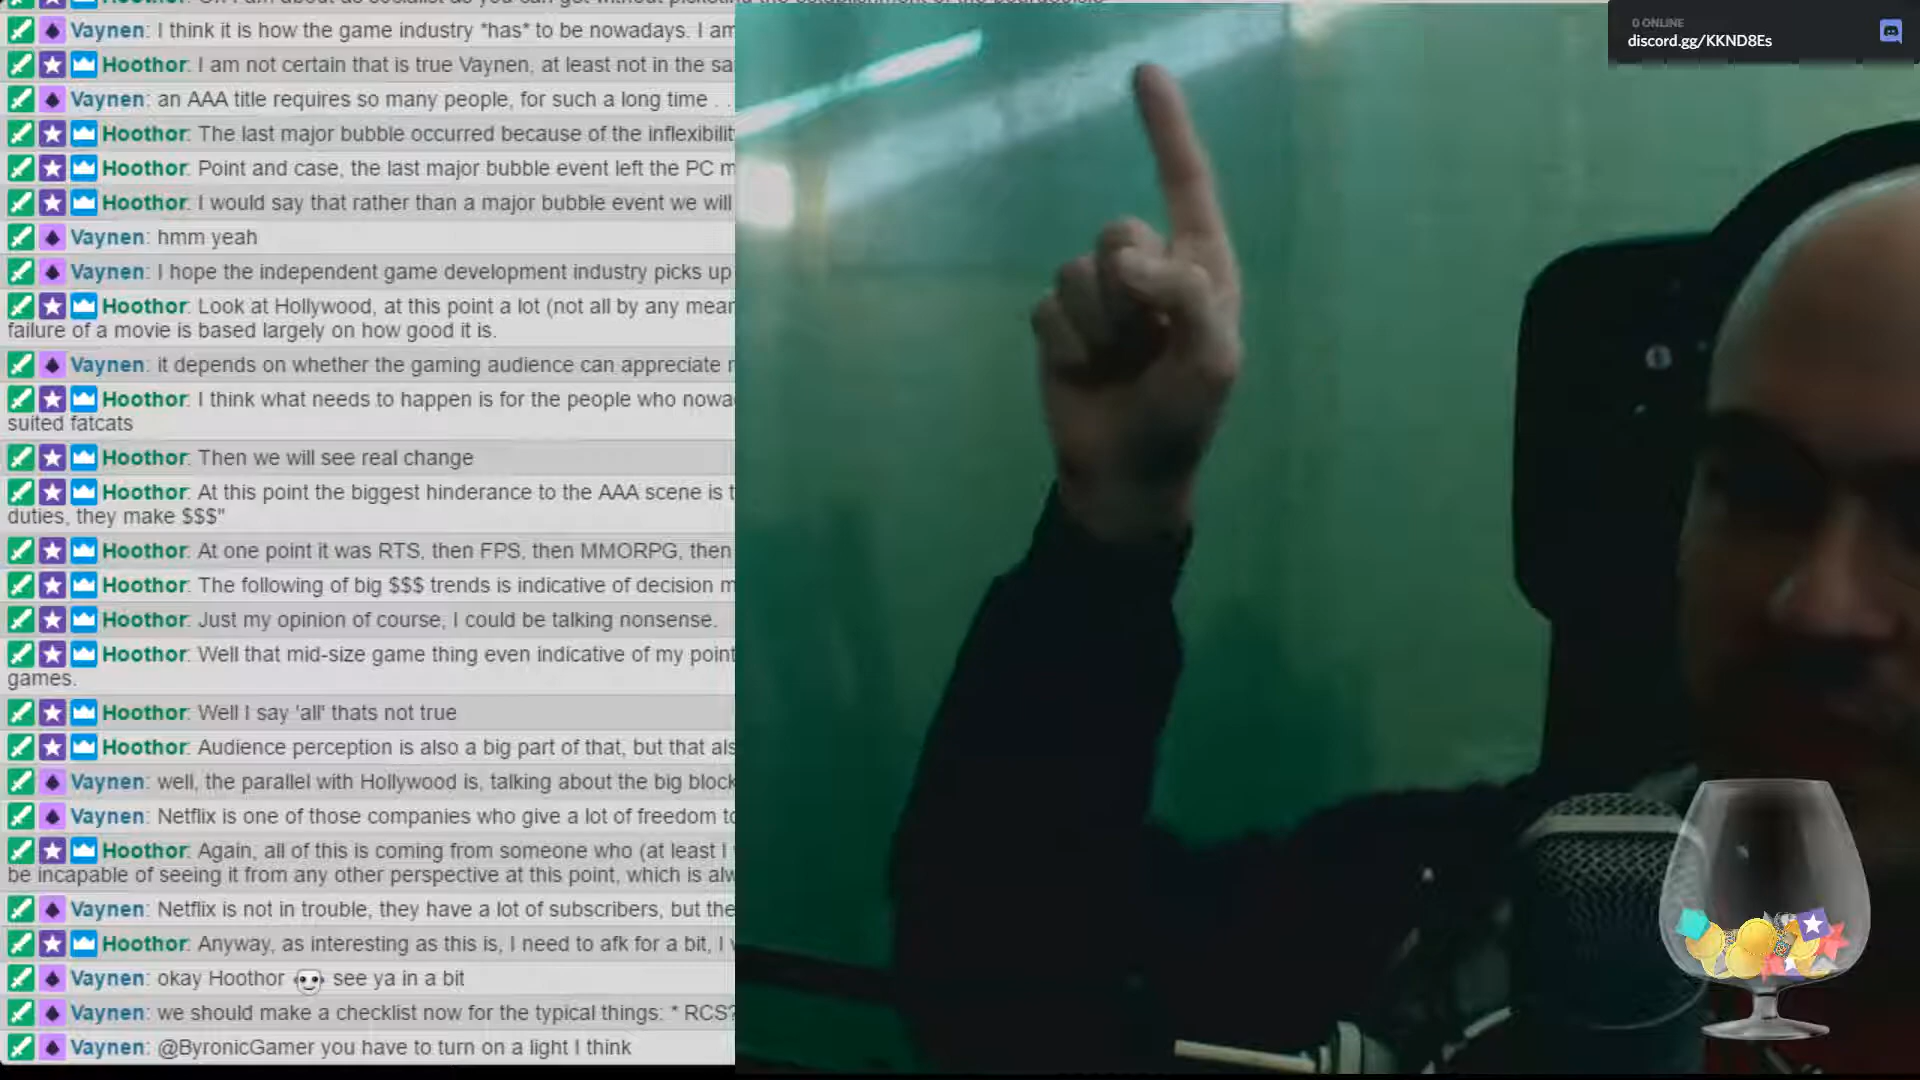 Vaynen: I think it is how the game industry *has* to be nowadays. I am
Hoothor: I am not certain that is true Vaynen, at least not in the sa
Vaynen: an AAA title requires so many people, for such a long time . .
Hoothor: The last major bubble occurred because of the inflexibilit
Hoothor: Point and case, the last major bubble event left the PC m
Hoothor: I would say that rather than a major bubble event we will
Vaynen: hmm yeah
Vaynen: I hope the independent game development industry picks up
Hoothor: Look at Hollywood, at this point a lot (not all by any mear
failure of a movie is based largely on how good it is.
Vaynen: it depends on whether the gaming audience can appreciate r
Hoothor: I think what needs to happen is for the people who nowa
suited fatcats
Hoothor: Then we will see real change
Hoothor: At this point the biggest hinderance to the AAA scene is t
duties, they make $$$"
Hoothor: At one point it was RTS, then FPS, then MMORPG, then
Hoothor: The following of big $$$ trends is indicative of decision m
Hoothor: Just my opinion of course, I could be talking nonsense.
Hoothor: Well that mid-size game thing even indicative of my point
games.
Hoothor: Well I say 'all' thats not true
Hoothor: Audience perception is also a big part of that, but that als
Vaynen: well, the parallel with Hollywood is, talking about the big block
Vaynen: Netflix is one of those companies who give a lot of freedom to
Hoothor: Again, all of this is coming from someone who (at least I
be incapable of seeing it from any other perspective at this point, which is alw
Vaynen: Netflix is not in trouble, they have a lot of subscribers, but the
Hoothor: Anyway, as interesting as this is, I need to afk for a bit, I
Vaynen: okay Hoothor see ya in a bit
Vaynen: we should make a checklist now for the typical things: * RCS?
Vaynen: @ByronicGamer you have to turn on a light I think
0 ONLINE
discord.gg/KKND8Es